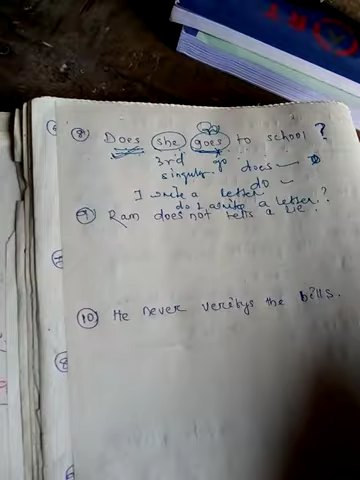 8 Does she goes to school ?
3rd go does —
singular do —
I write a letter
do I write a letter ?
9 Ram does not tells a lie .
10 He never verifys the bills.